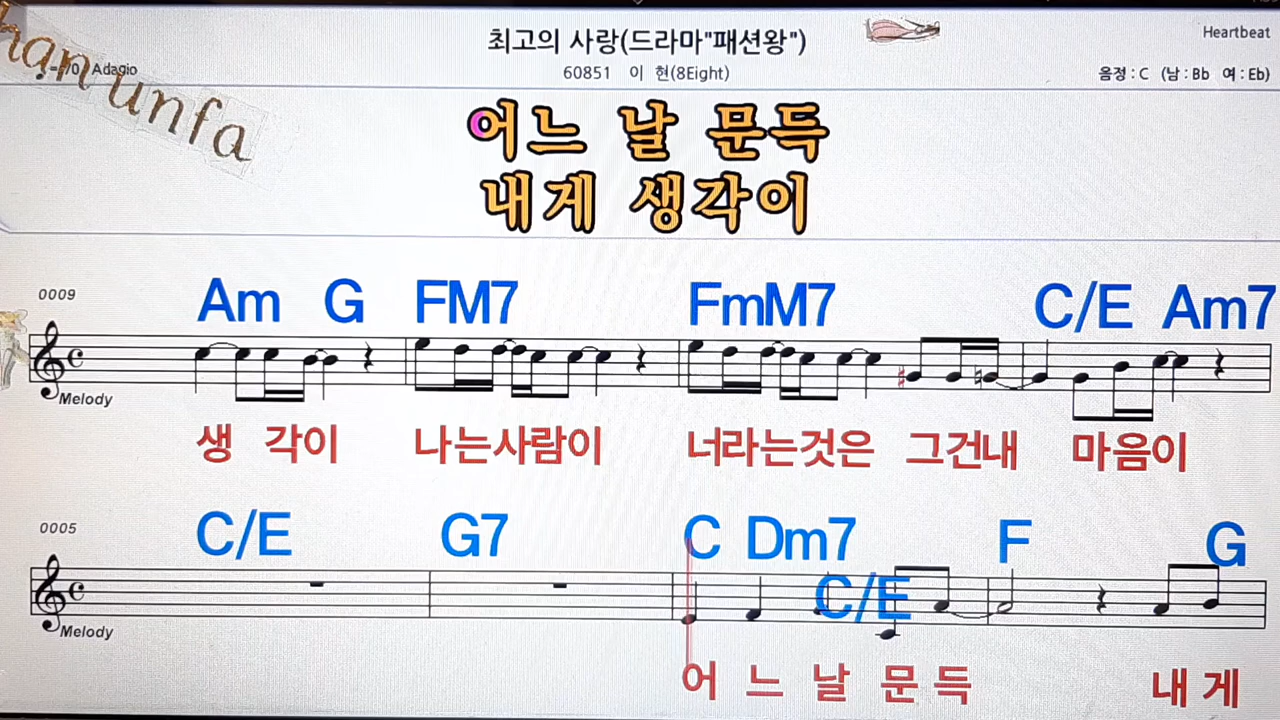 최고의 사랑(드라마"패션왕")
Heartbeat
Adagio
60851 이 현(8Eight)
음정 : C (남 : Bb 여 : Eb)
han unfa
어느 날 문득
내게 생각이
0009
Am G FM7 FmM7 C/E Am7
Melody
생 각이 나는사람이 너라는것은 그건내 마음이
0005
C/E G7 C Dm7 C/E F G
Melody
어 느 날 문 득 내 게